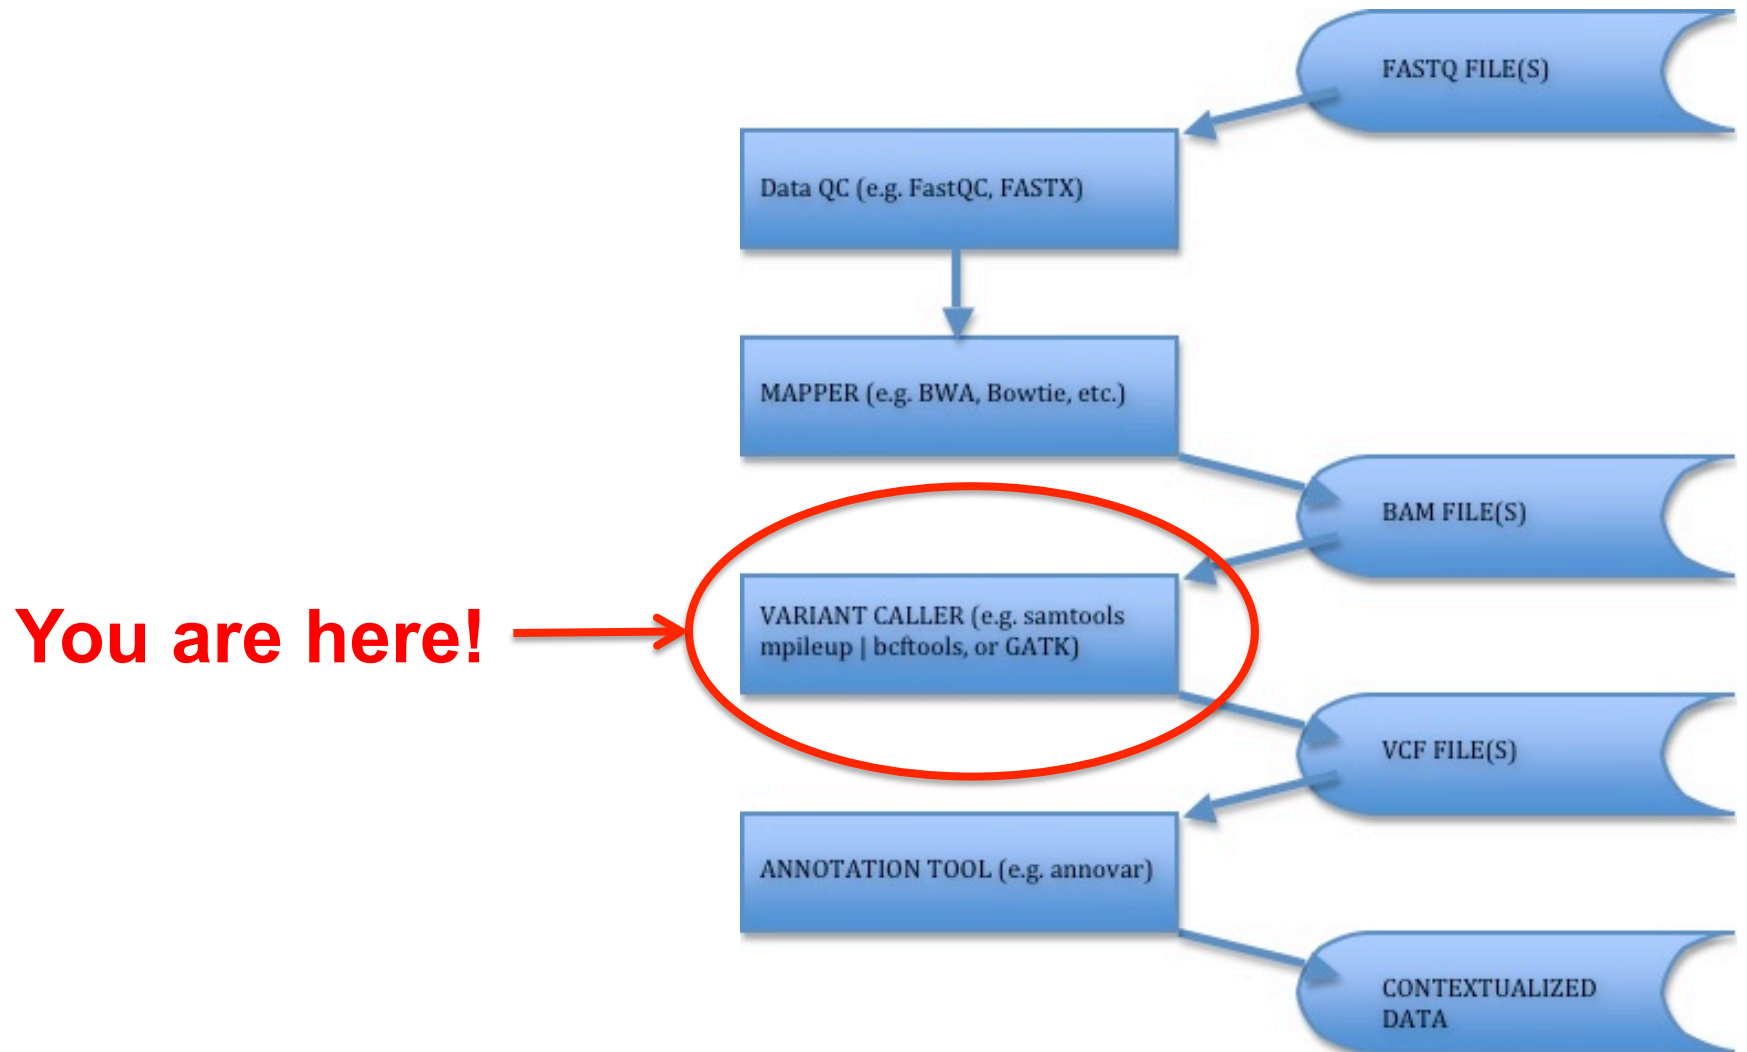 FASTQ FILE(S)
Data QC (e.g. FastQC, FASTX)
MAPPER (e.g. BWA, Bowtie, etc.)
BAM FILE(S)
You are here!
VARIANT CALLER (e.g. samtools
mpileup | bcftools, or GATK)
VCF FILE(S)
ANNOTATION TOOL (e.g. annovar)
CONTEXTUALIZED
DATA